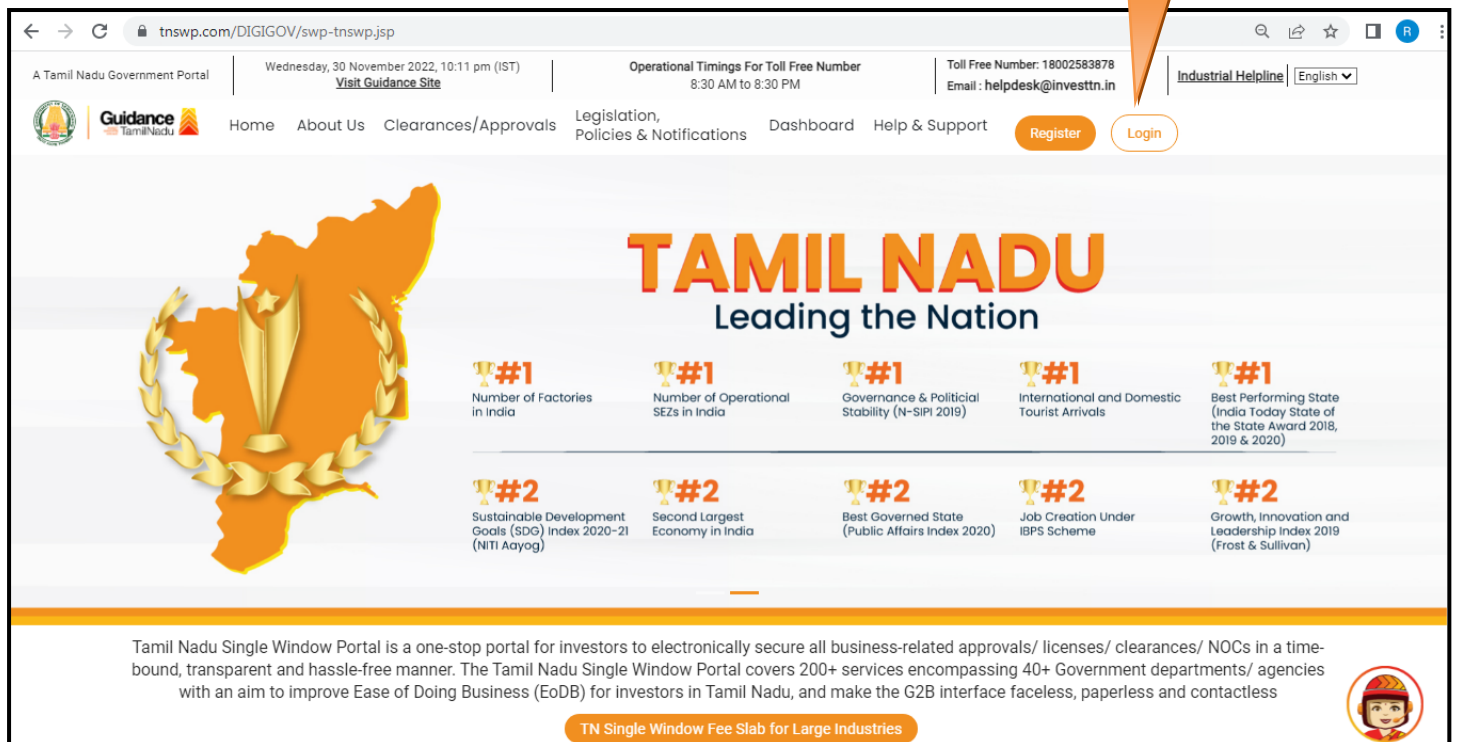 tnswp.com/DIGIGOV/swp-tnswp.jsp
R
A Tamil Nadu Government Portal
Wednesday, 30 November 2022, 10:11 pm (IST)
Visit Guidance Site
Operational Timings For Toll Free Number
8:30 AM to 8:30 PM
Toll Free Number: 18002583878
Email : helpdesk@investtn.in
Industrial Helpline
English
Guidance
TamilNadu
Home
About Us
Clearances/Approvals
Legislation,
Policies & Notifications
Dashboard
Help & Support
Register
Login
TAMIL NADU
Leading the Nation
#1
Number of Factories
in India
#1
Number of Operational
SEZs in India
#1
Governance & Politicial
Stability (N-SIPI 2019)
#1
International and Domestic
Tourist Arrivals
#1
Best Performing State
(India Today State of
the State Award 2018,
2019 & 2020)
#2
Sustainable Development
Goals (SDG) Index 2020-21
(NITI Aayog)
#2
Second Largest
Economy in India
#2
Best Governed State
(Public Affairs Index 2020)
#2
Job Creation Under
IBPS Scheme
#2
Growth, Innovation and
Leadership Index 2019
(Frost & Sullivan)
Tamil Nadu Single Window Portal is a one-stop portal for investors to electronically secure all business-related approvals/ licenses/ clearances/ NOCs in a time-
bound, transparent and hassle-free manner. The Tamil Nadu Single Window Portal covers 200+ services encompassing 40+ Government departments/ agencies
with an aim to improve Ease of Doing Business (EoDB) for investors in Tamil Nadu, and make the G2B interface faceless, paperless and contactless
TN Single Window Fee Slab for Large Industries